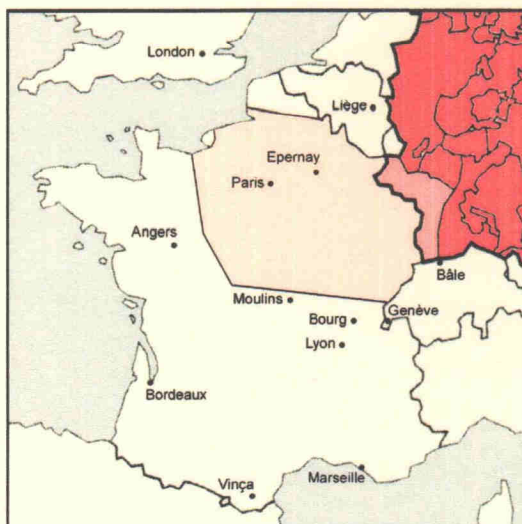 London
Liège
Epernay
Paris
Angers
Bâle
Moulins
Bourg
Genève
Lyon
Bordeaux
Marseille
Vinça